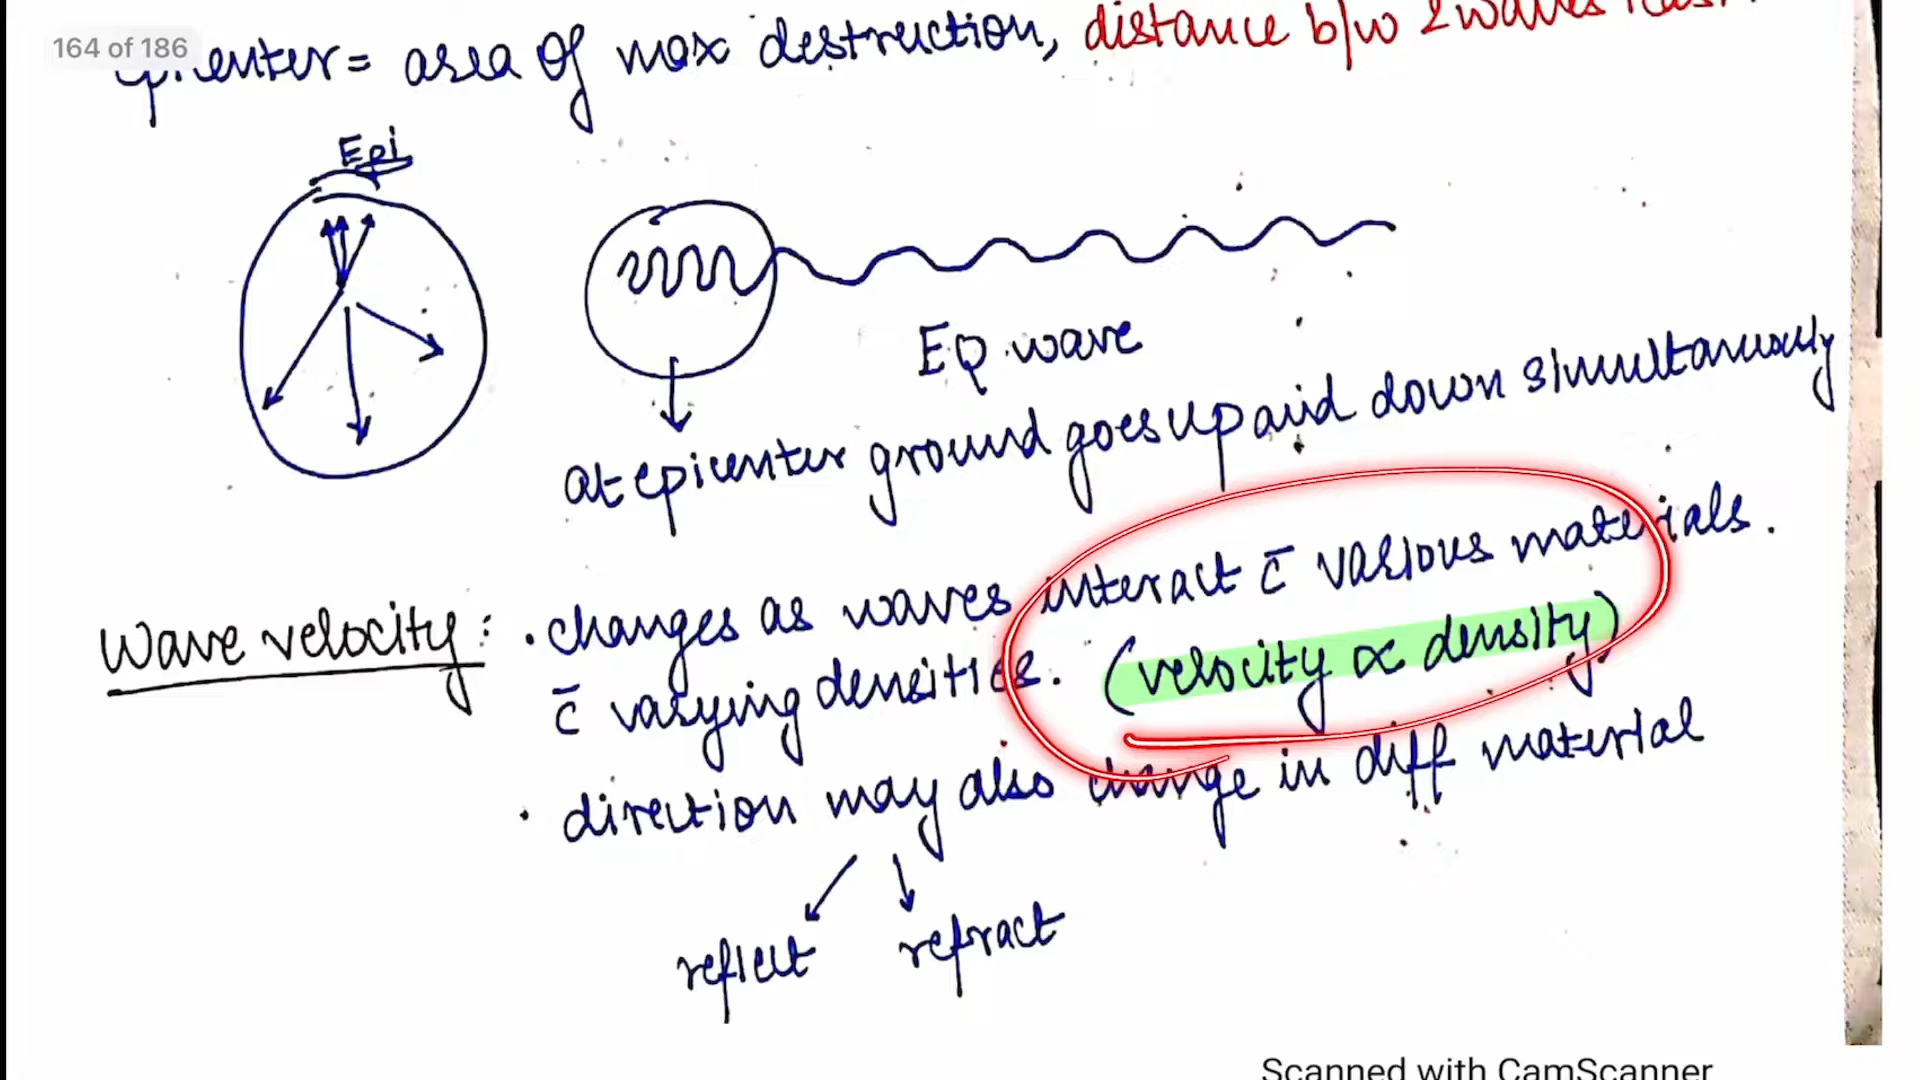 164 of 186
epicenter = area of max destruction, distance b/w 2 waves
Epi
EQ wave
at epicenter ground goes up and down simultaneously
Wave velocity : • changes as waves interact c̄ various materials.
c̄ varying densities. (velocity ∝ density)
• direction may also change in diff material
reflect refract
Scanned with CamScanner